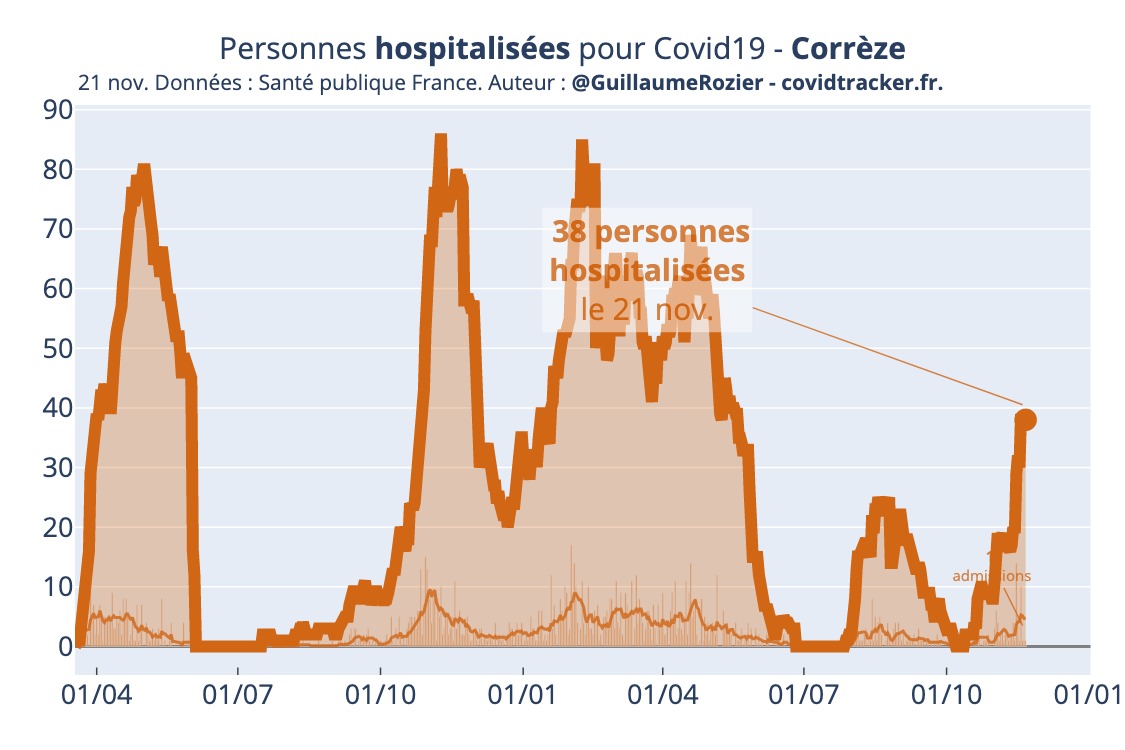 Personnes hospitalisées pour Covid19 - Corrèze
21 nov. Données : Santé publique France. Auteur : @GuillaumeRozier - covidtracker.fr.
90
80
70
60
50
40
30
20
10
0
38 personnes
hospitalisées
le 21 nov.
admissions
01/04 01/07 01/10 01/01 01/04 01/07 01/10 01/01